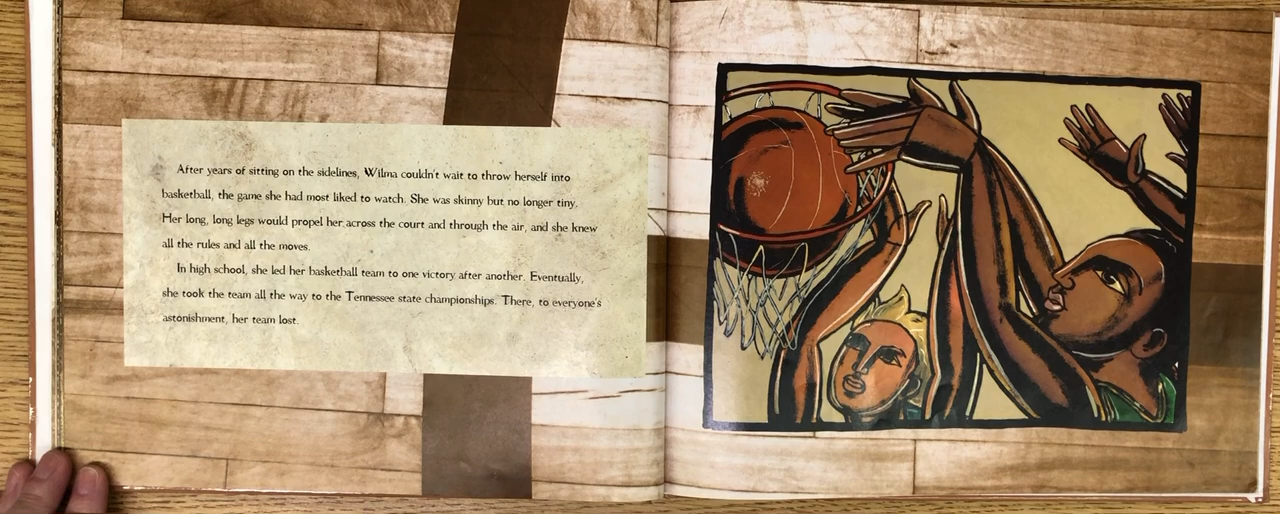 After years of sitting on the sidelines, Wilma couldn't wait to throw herself into
basketball, the game she had most liked to watch. She was skinny but no longer tiny.
Her long, long legs would propel her across the court and through the air, and she knew
all the rules and all the moves.
In high school, she led her basketball team to one victory after another. Eventually,
she took the team all the way to the Tennessee state championships. There, to everyone's
astonishment, her team lost.